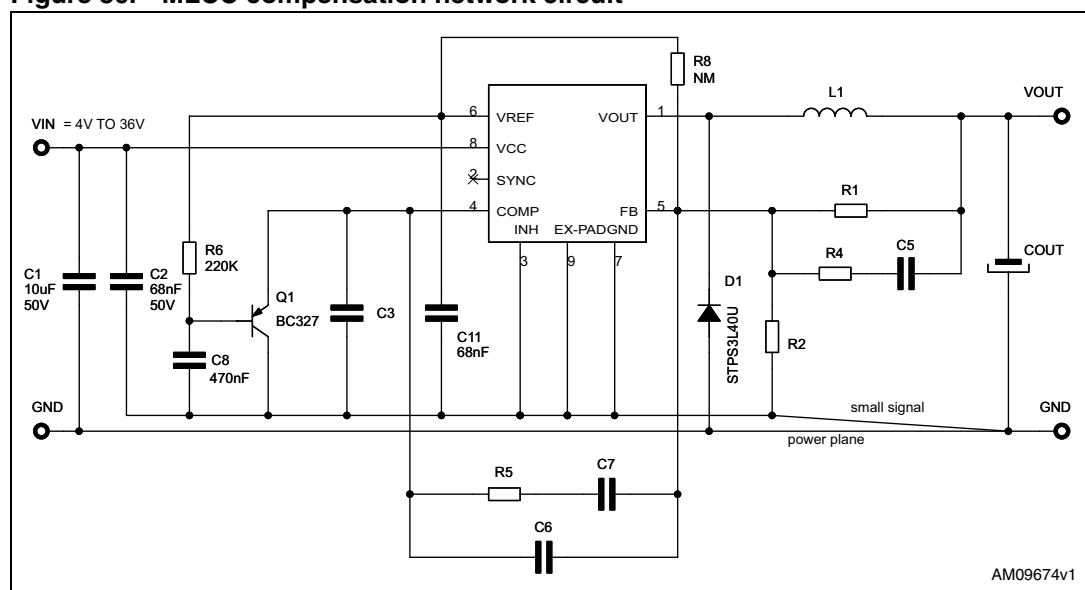 Figure 36. MLCC compensation network circuit
R8
NM
L1
VOUT
VIN = 4V TO 36V
6
VREF
VOUT
1
8
VCC
2
SYNC
4
COMP
FB
5
INH
EX-PAD
GND
3
9
7
R1
R4
C5
COUT
R6
220K
C1
10uF
50V
C2
68nF
50V
Q1
BC327
C3
C11
68nF
D1
STPS3L40U
R2
C8
470nF
GND
small signal
GND
power plane
R5
C7
C6
AM09674v1